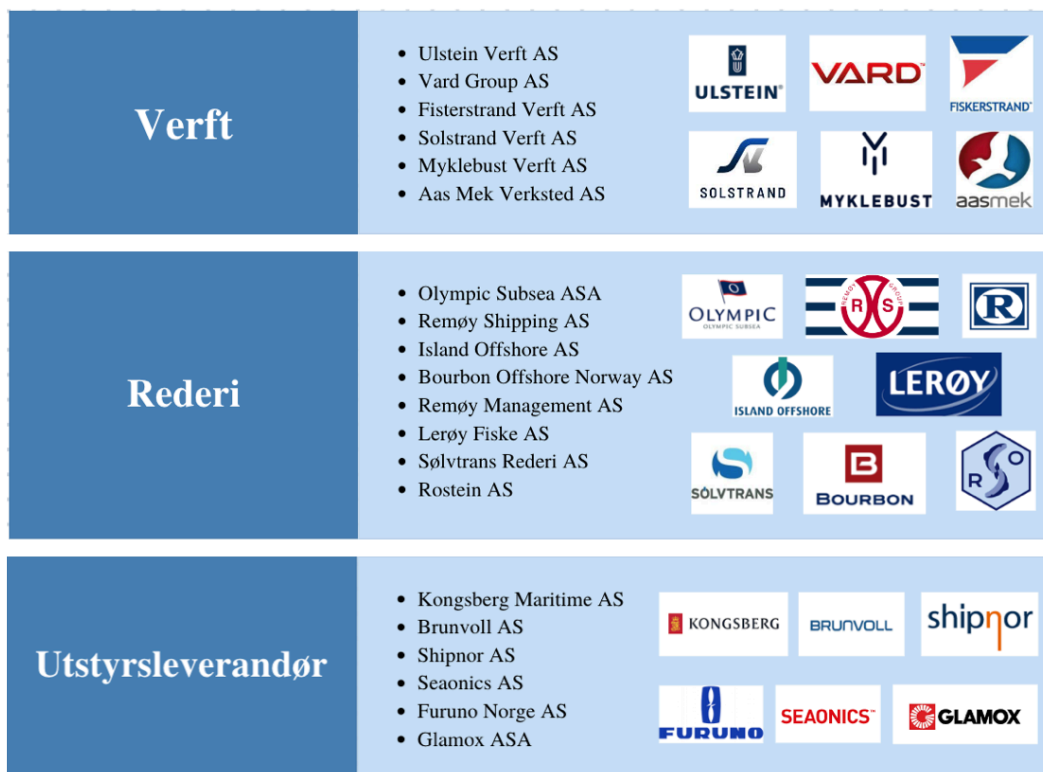 Verft
• Ulstein Verft AS
• Vard Group AS
• Fisterstrand Verft AS
• Solstrand Verft AS
• Myklebust Verft AS
• Aas Mek Verksted AS
ULSTEIN®
VARD™
FISKERSTRAND®
SOLSTRAND
MYKLEBUST
aasmek
Rederi
• Olympic Subsea ASA
• Remøy Shipping AS
• Island Offshore AS
• Bourbon Offshore Norway AS
• Remøy Management AS
• Lerøy Fiske AS
• Sølvtrans Rederi AS
• Rostein AS
OLYMPIC
OLYMPIC SUBSEA
REMØY GROUP
R S
R
ISLAND OFFSHORE
LERØY
SØLVTRANS
B
BOURBON
R S O
Utstyrsleverandør
• Kongsberg Maritime AS
• Brunvoll AS
• Shipnor AS
• Seaonics AS
• Furuno Norge AS
• Glamox ASA
KONGSBERG
BRUNVOLL
shipnor
FURUNO
SEAONICS™
GLAMOX